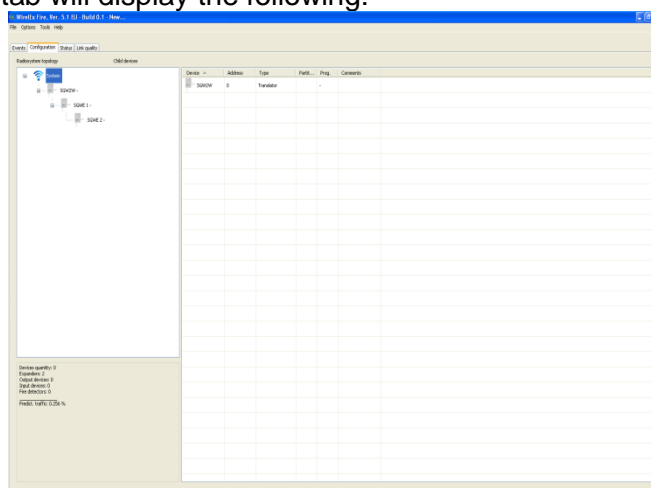 tab will display the following:
Wirelex Fire, Ver. 5.1 EU - Build 0.1 - New...
File Options Tools Help
Events Configuration Status Link quality
Radiosystem topology Child devices
System
SGW2W -
SGWE 1 -
SGWE 2 -
Device Address Type Partit... Prog. Comments
SGW2W 0 Translator -
Devices quantity: 0
Expanders: 2
Output devices: 0
Input devices: 0
Fire detectors: 0
Predict. traffic: 0.256 %